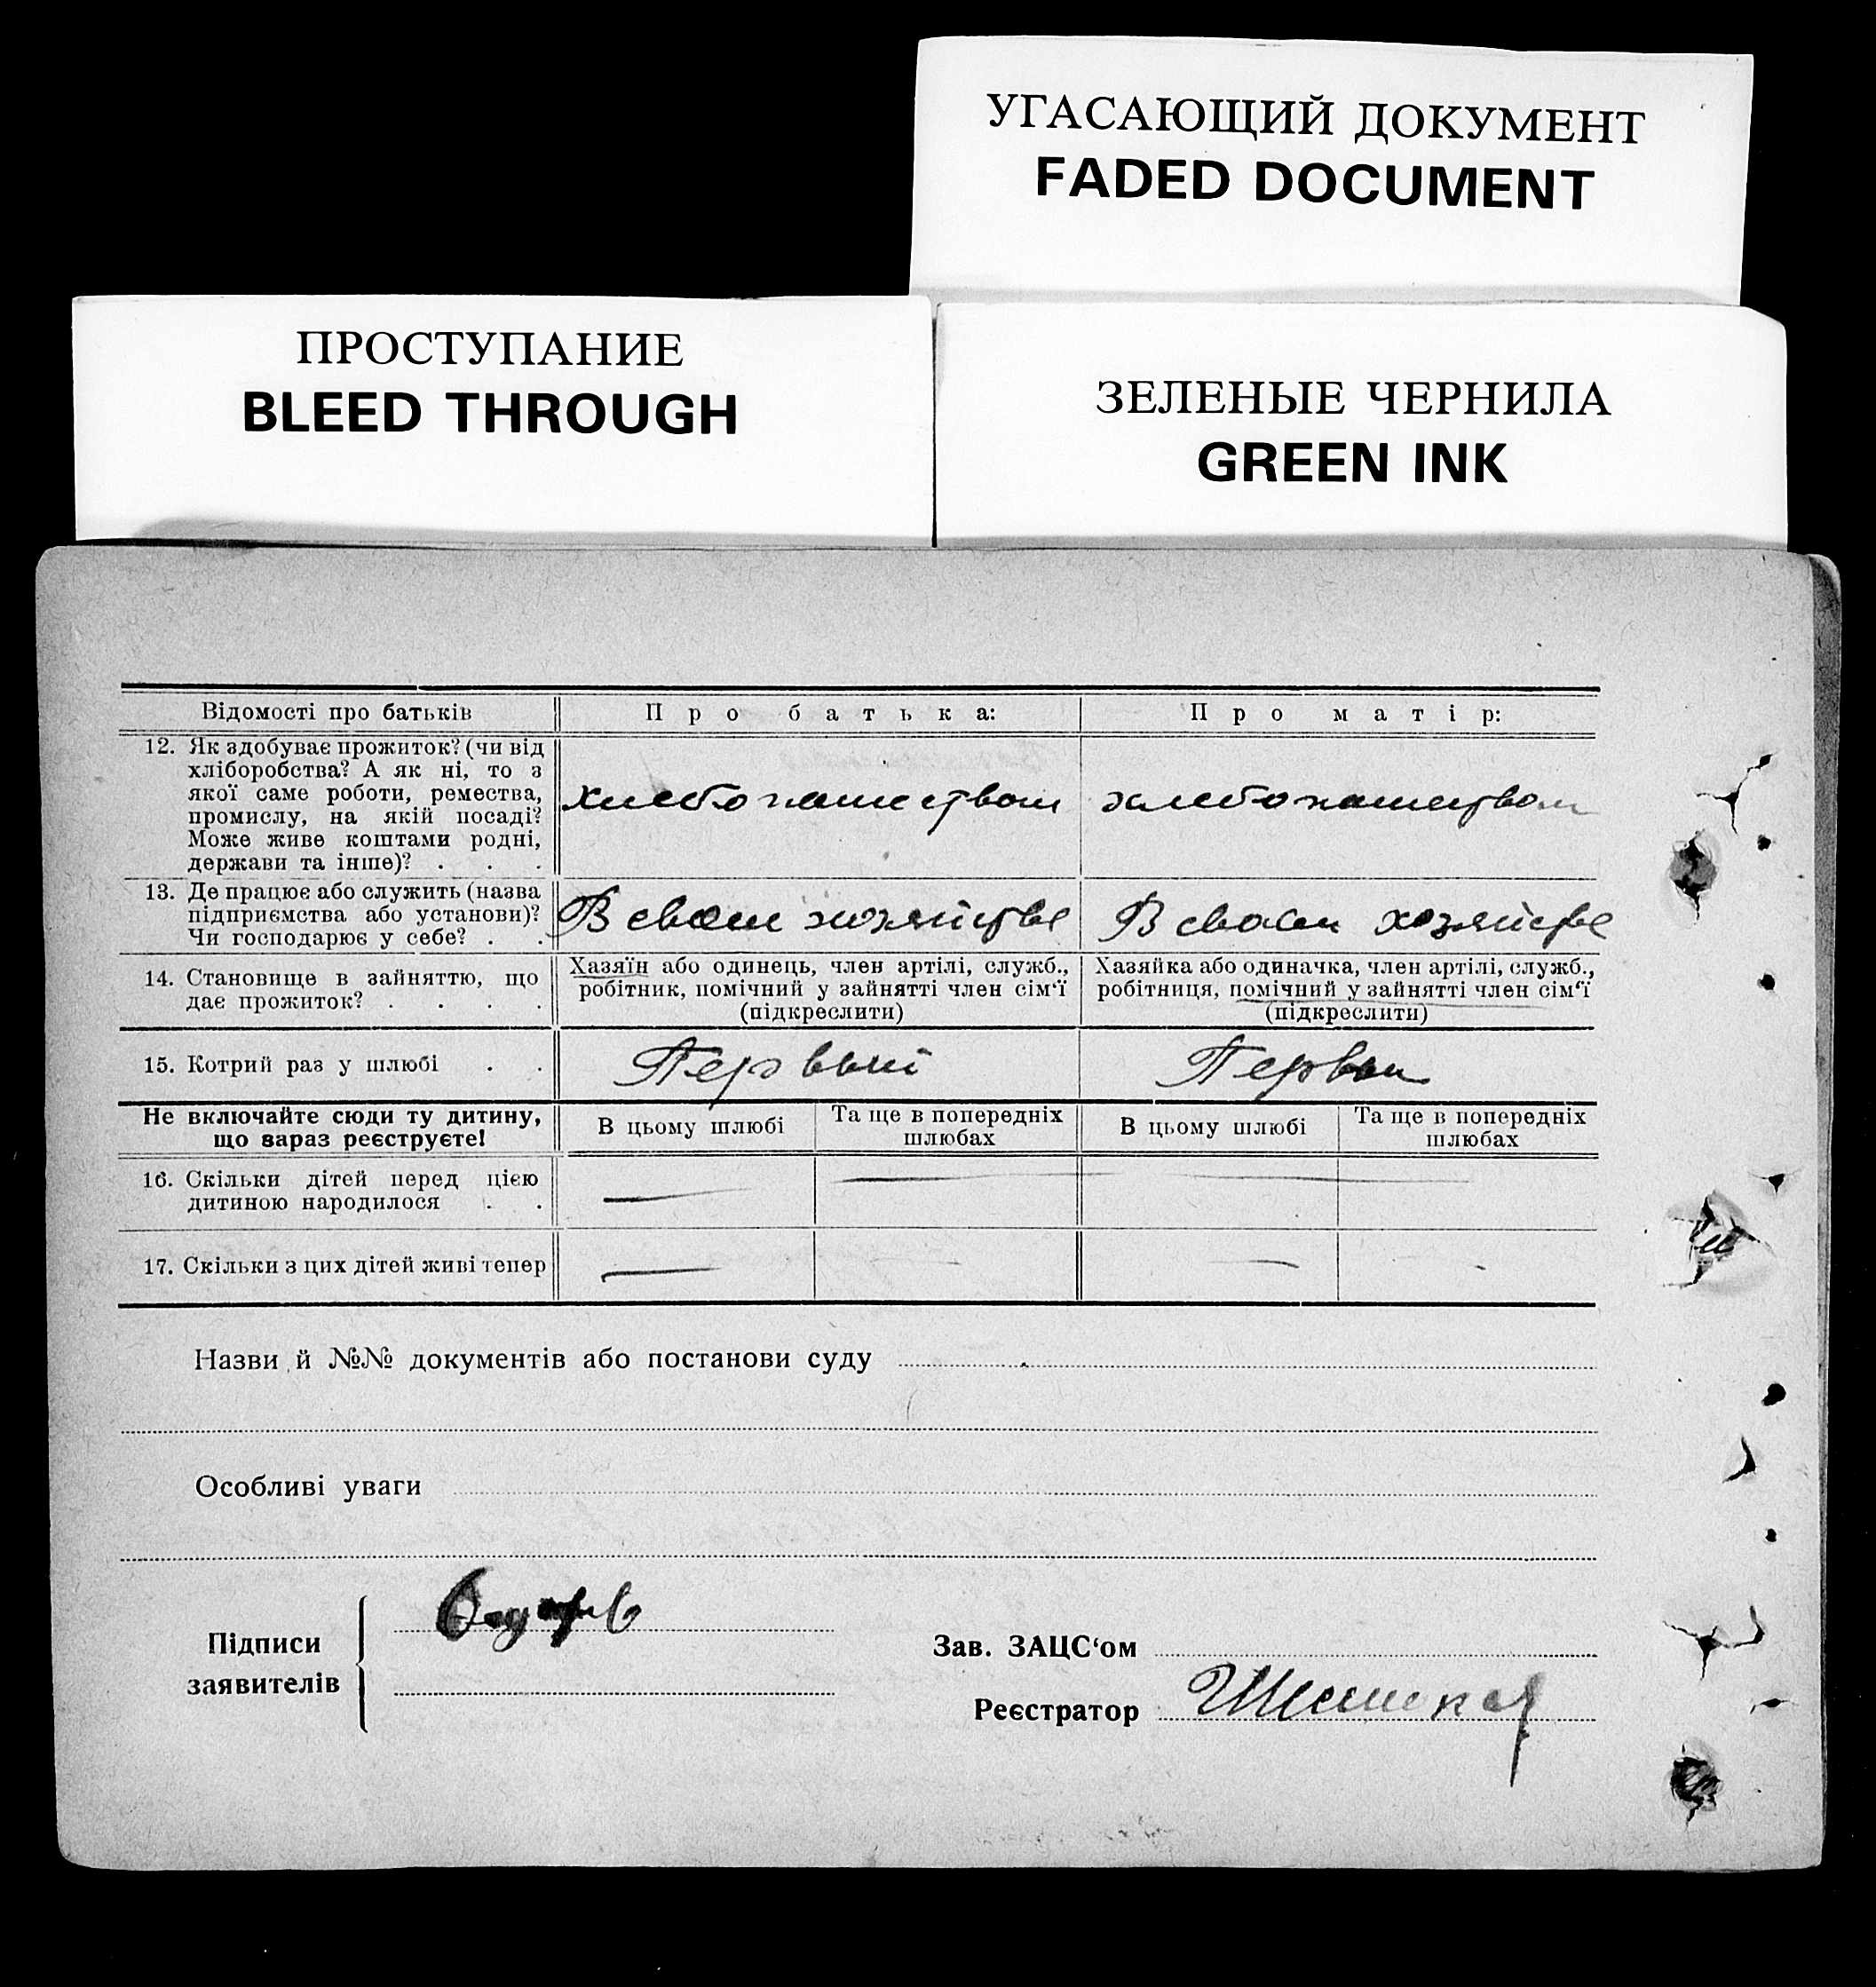 УГАСАЮЩИЙ ДОКУМЕНТ
FADED DOCUMENT
ПРОСТУПАНИЕ
BLEED THROUGH
ЗЕЛЕНЫЕ ЧЕРНИЛА
GREEN INK
Відомості про батьків
Про батька:
Про матір:
12. Як здобуває прожиток? (чи від
хліборобства? А як ні, то з
якої саме роботи, ремества,
промислу, на якій посаді?
Може живе коштами родні,
держави та інше)? . . .
хлебопашеством
хлебопашеством
13. Де працює або служить (назва
підприємства або установи)?
Чи господарює у себе? . .
В своем хозяйстве
В своем хозяйстве
14. Становище в зайняттю, що
дає прожиток? . . . .
Хазяїн або одинець, член артілі, служб.,
робітник, помічний у зайнятті член сім'ї
(підкреслити)
Хазяйка або одиначка, член артілі, служб.,
робітниця, помічний у зайнятті член сім'ї
(підкреслити)
15. Котрий раз у шлюбі . .
Первый
Первый
Не включайте сюди ту дитину,
що зараз реєструєте!
В цьому шлюбі
Та ще в попередніх
шлюбах
В цьому шлюбі
Та ще в попередніх
шлюбах
16. Скільки дітей перед цією
дитиною народилося . .
—
—
17. Скільки з цих дітей живі тепер
—
—
—
Назви й №№ документів або постанови суду
Особливі уваги
Підписи
заявителів
Зав. ЗАЦС'ом
Реєстратор